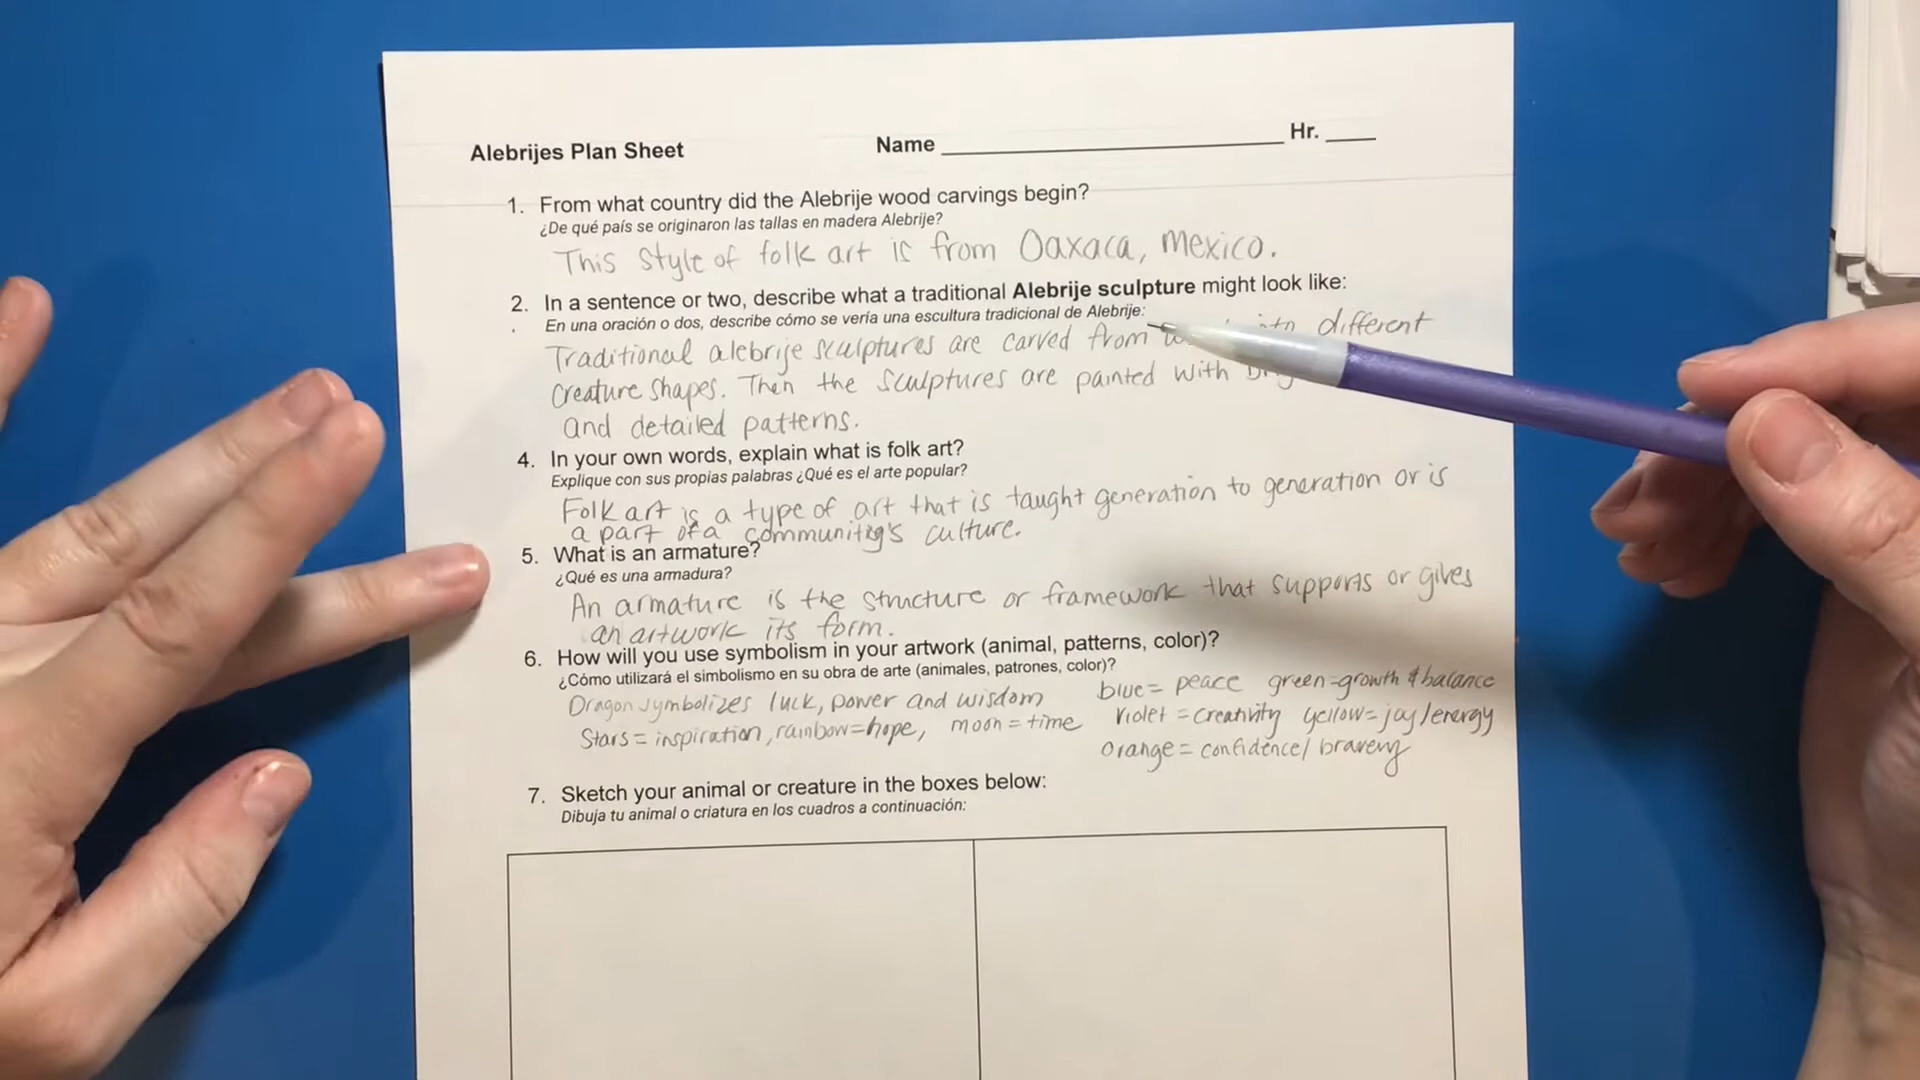 Alebrijes Plan Sheet Name Hr.
1. From what country did the Alebrije wood carvings begin?
¿De qué país se originaron las tallas en madera Alebrije?
This style of folk art is from Oaxaca, Mexico.
2. In a sentence or two, describe what a traditional Alebrije sculpture might look like:
En una oración o dos, describe cómo se vería una escultura tradicional de Alebrije:
Traditional alebrije sculptures are carved from into different
creature shapes. Then the sculptures are painted with
and detailed patterns.
4. In your own words, explain what is folk art?
Explique con sus propias palabras ¿Qué es el arte popular?
Folk art is a type of art that is taught generation to generation or is
a part of a community's culture.
5. What is an armature?
¿Qué es una armadura?
An armature is the structure or framework that supports or gives
an artwork its form.
6. How will you use symbolism in your artwork (animal, patterns, color)?
¿Cómo utilizará el simbolismo en su obra de arte (animales, patrones, color)?
Dragon symbolizes luck, power and wisdom
Stars = inspiration, rainbow=hope, moon = time
blue = peace green=growth & balance
violet = creativity yellow = joy/energy
orange = confidence/ bravery
7. Sketch your animal or creature in the boxes below:
Dibuja tu animal o criatura en los cuadros a continuación: